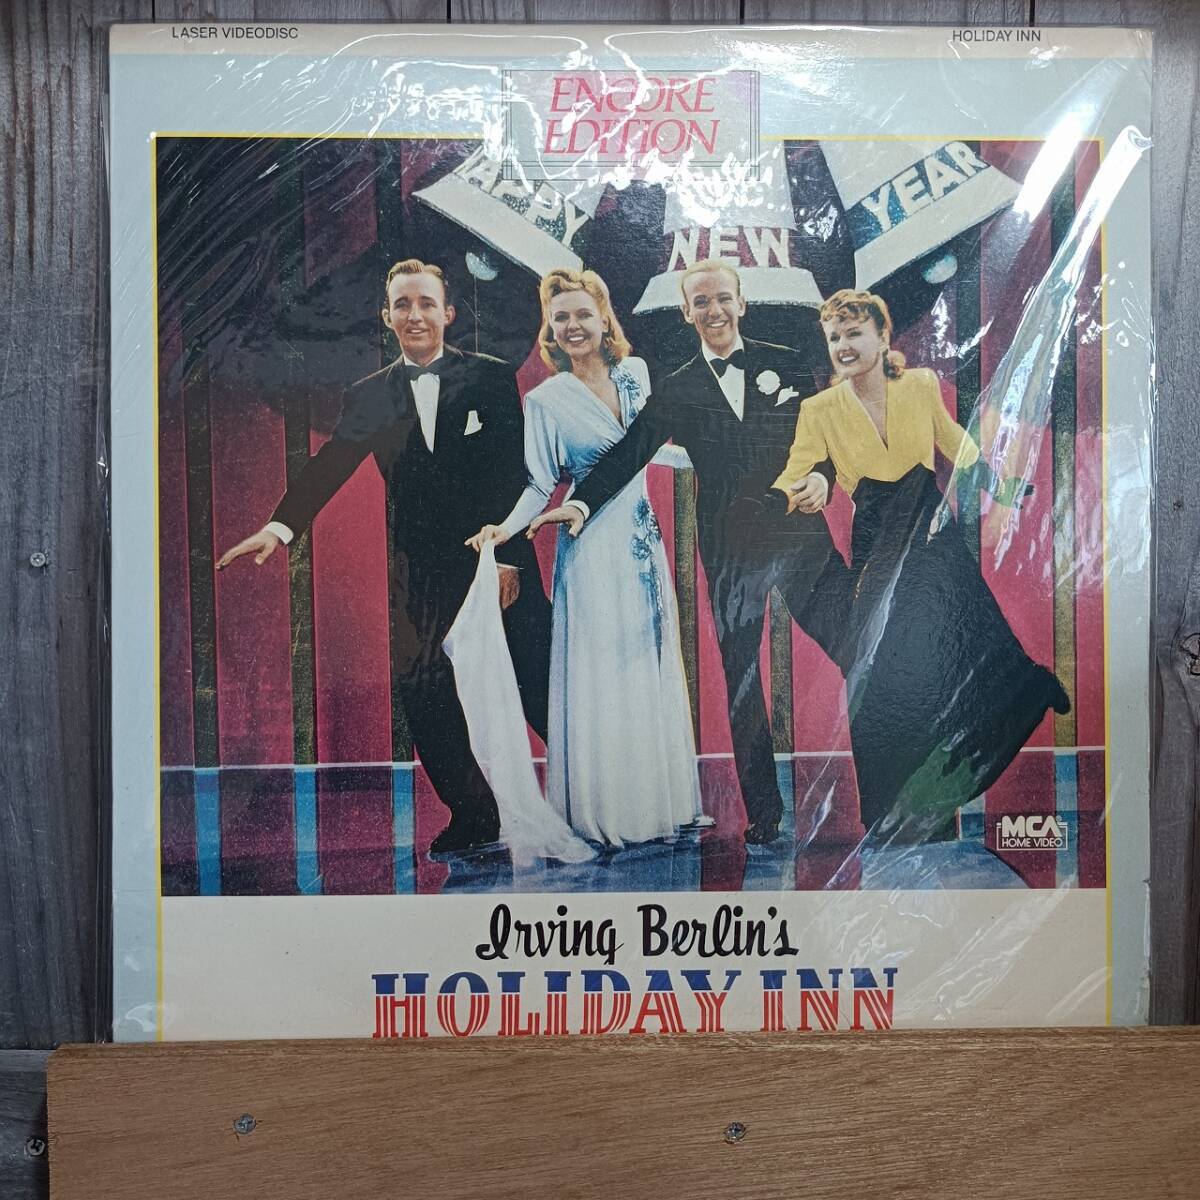 LASER VIDEODISC
HOLIDAY INN
ENCORE
EDITION
HAPPY
NEW
YEAR
MCA
HOME VIDEO
Irving Berlin's
HOLIDAY INN